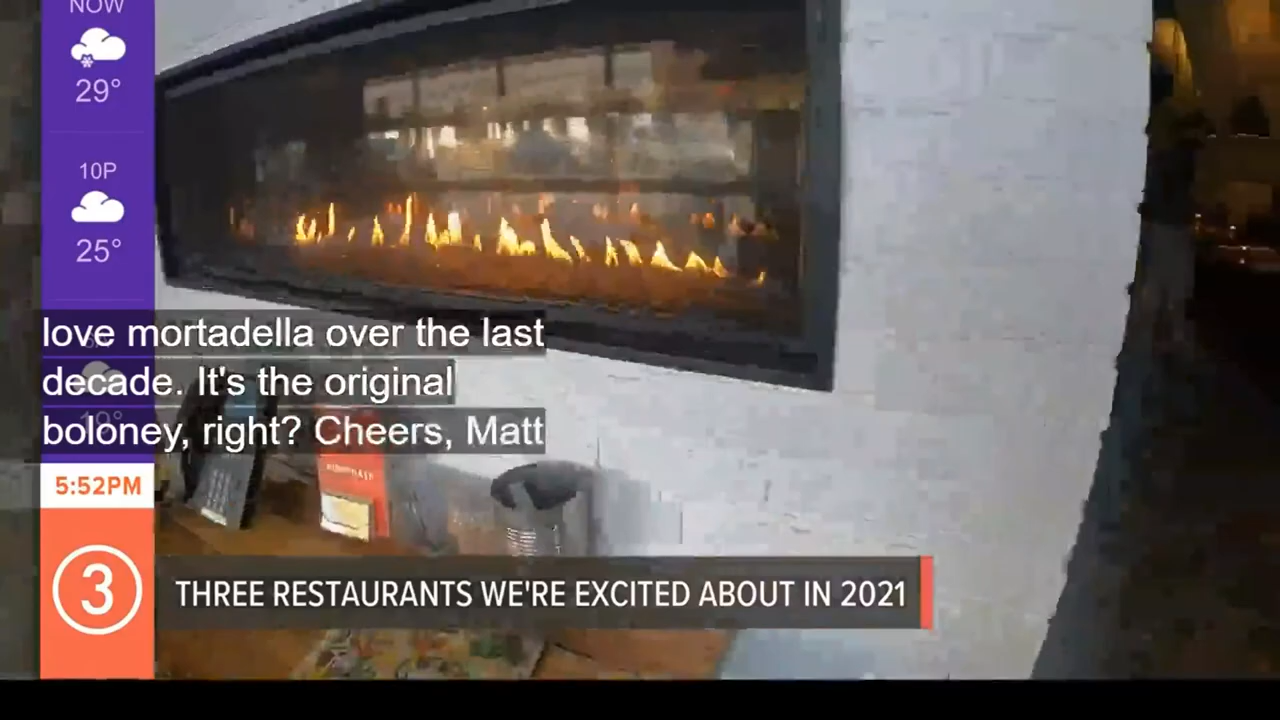 NOW
29°
10P
25°
love mortadella over the last
decade. It's the original
boloney, right? Cheers, Matt
19°
5:52PM
3
THREE RESTAURANTS WE'RE EXCITED ABOUT IN 2021